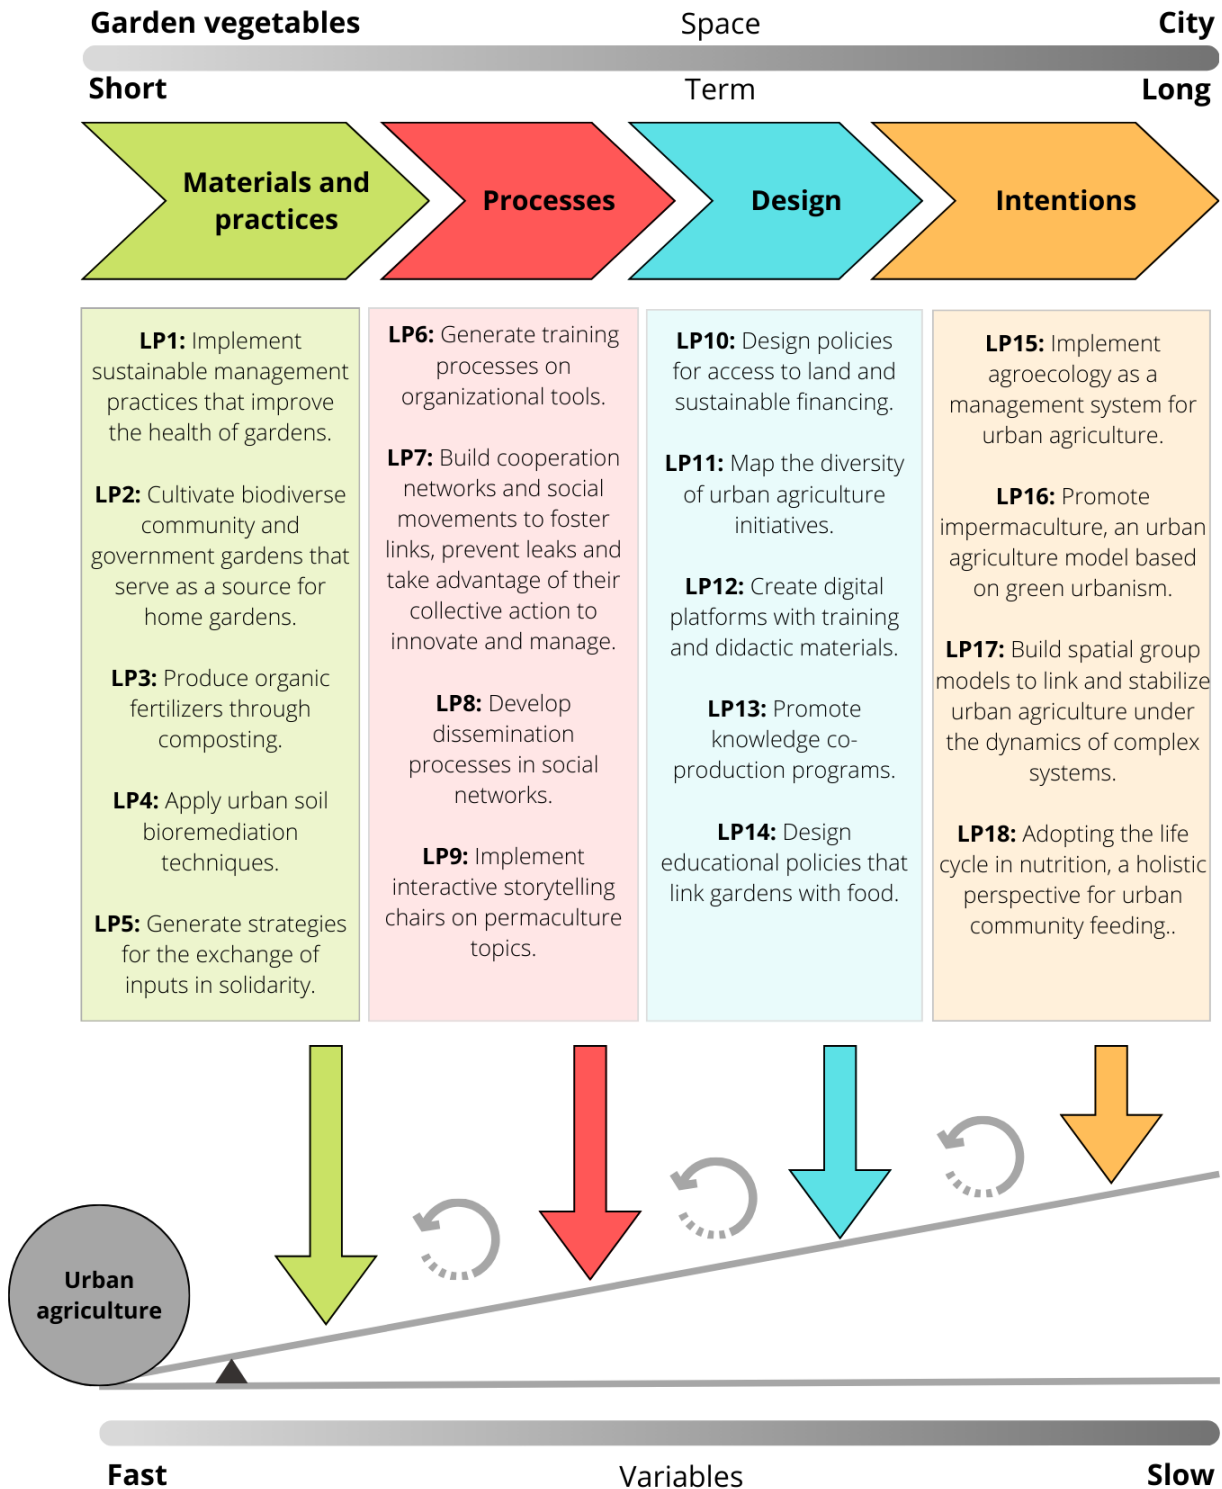 Garden vegetables Space City
Short Term Long
Materials and
practices
Processes
Design
Intentions
LP1: Implement
sustainable management
practices that improve
the health of gardens.
LP2: Cultivate biodiverse
community and
government gardens that
serve as a source for
home gardens.
LP3: Produce organic
fertilizers through
composting.
LP4: Apply urban soil
bioremediation
techniques.
LP5: Generate strategies
for the exchange of
inputs in solidarity.
LP6: Generate training
processes on
organizational tools.
LP7: Build cooperation
networks and social
movements to foster
links, prevent leaks and
take advantage of their
collective action to
innovate and manage.
LP8: Develop
dissemination
processes in social
networks.
LP9: Implement
interactive storytelling
chairs on permaculture
topics.
LP10: Design policies
for access to land and
sustainable financing.
LP11: Map the diversity
of urban agriculture
initiatives.
LP12: Create digital
platforms with training
and didactic materials.
LP13: Promote
knowledge co-
production programs.
LP14: Design
educational policies that
link gardens with food.
LP15: Implement
agroecology as a
management system for
urban agriculture.
LP16: Promote
impermaculture, an urban
agriculture model based
on green urbanism.
LP17: Build spatial group
models to link and stabilize
urban agriculture under
the dynamics of complex
systems.
LP18: Adopting the life
cycle in nutrition, a holistic
perspective for urban
community feeding..
Urban
agriculture
Fast Variables Slow